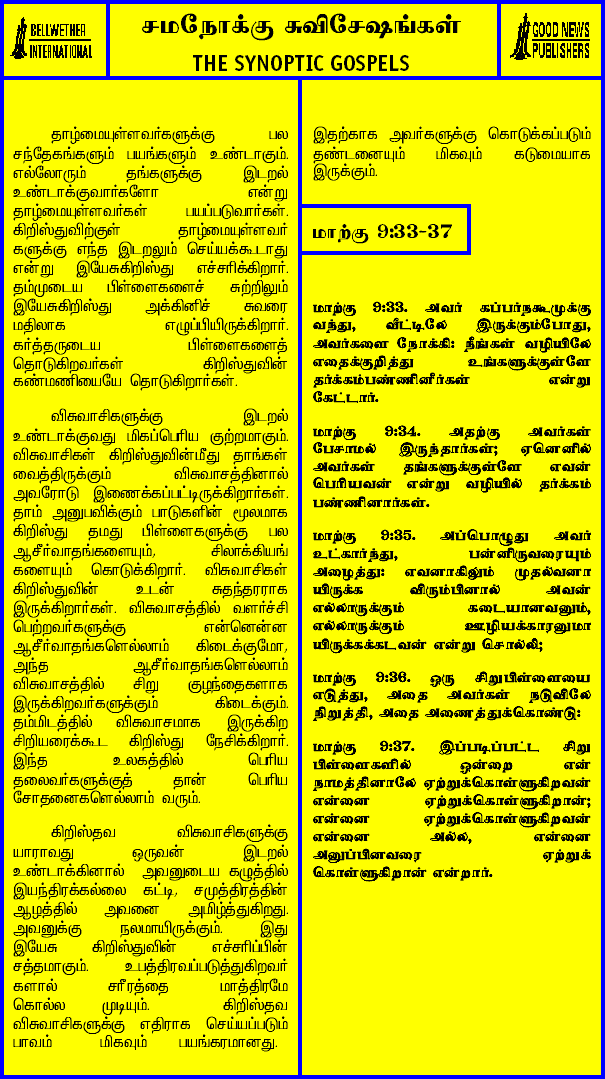 BELLWETHER
INTERNATIONAL
சமநோக்கு சுவிசேஷங்கள்
THE SYNOPTIC GOSPELS
GOOD NEWS
PUBLISHERS
தாழ்மையுள்ளவர்களுக்கு பல
சந்தேகங்களும் பயங்களும் உண்டாகும்.
எல்லோரும் தங்களுக்கு இடறல்
உண்டாக்குவார்களோ என்று
தாழ்மையுள்ளவர்கள் பயப்படுவார்கள்.
கிறிஸ்துவிற்குள் தாழ்மையுள்ளவர்
களுக்கு எந்த இடறலும் செய்யக்கூடாது
என்று இயேசுகிறிஸ்து எச்சரிக்கிறார்.
தம்முடைய பிள்ளைகளைச் சுற்றிலும்
இயேசுகிறிஸ்து அக்கினிச் சுவரை
மதிலாக எழுப்பியிருக்கிறார்.
கர்த்தருடைய பிள்ளைகளைத்
தொடுகிறவர்கள் கிறிஸ்துவின்
கண்மணியையே தொடுகிறார்கள்.
விசுவாசிகளுக்கு இடறல்
உண்டாக்குவது மிகப்பெரிய குற்றமாகும்.
விசுவாசிகள் கிறிஸ்துவின்மீது தாங்கள்
வைத்திருக்கும் விசுவாசத்தினால்
அவரோடு இணைக்கப்பட்டிருக்கிறார்கள்.
தாம் அனுபவிக்கும் பாடுகளின் மூலமாக
கிறிஸ்து தமது பிள்ளைகளுக்கு பல
ஆசீர்வாதங்களையும், சிலாக்கியங்
களையும் கொடுக்கிறார். விசுவாசிகள்
கிறிஸ்துவின் உடன் சுதந்தரராக
இருக்கிறார்கள். விசுவாசத்தில் வளர்ச்சி
பெற்றவர்களுக்கு என்னென்ன
ஆசீர்வாதங்களெல்லாம் கிடைக்குமோ,
அந்த ஆசீர்வாதங்களெல்லாம்
விசுவாசத்தில் சிறு குழந்தைகளாக
இருக்கிறவர்களுக்கும் கிடைக்கும்.
தம்மிடத்தில் விசுவாசமாக இருக்கிற
சிறியரைக்கூட கிறிஸ்து நேசிக்கிறார்.
இந்த உலகத்தில் பெரிய
தலைவர்களுக்குத் தான் பெரிய
சோதனைகளெல்லாம் வரும்.
கிறிஸ்தவ விசுவாசிகளுக்கு
யாராவது ஒருவன் இடறல்
உண்டாக்கினால் அவனுடைய கழுத்தில்
இயந்திரக்கல்லை கட்டி, சமுத்திரத்தின்
ஆழத்தில் அவனை அமிழ்த்துகிறது.
அவனுக்கு நலமாயிருக்கும். இது
இயேசு கிறிஸ்துவின் எச்சரிப்பின்
சத்தமாகும். உபத்திரவப்படுத்துகிறவர்
களால் சரீரத்தை மாத்திரமே
கொல்ல முடியும். கிறிஸ்தவ
விசுவாசிகளுக்கு எதிராக செய்யப்படும்
பாவம் மிகவும் பயங்கரமானது.
இதற்காக அவர்களுக்கு கொடுக்கப்படும்
தண்டனையும் மிகவும் கடுமையாக
இருக்கும்.
மாற்கு 9:33-37
மாற்கு 9:33. அவர் கப்பர்நகூமுக்கு
வந்து, வீட்டிலே இருக்கும்போது,
அவர்களை நோக்கி: நீங்கள் வழியிலே
எதைக்குறித்து உங்களுக்குள்ளே
தர்க்கம்பண்ணினீர்கள் என்று
கேட்டார்.
மாற்கு 9:34. அதற்கு அவர்கள்
பேசாமல் இருந்தார்கள்; ஏனெனில்
அவர்கள் தங்களுக்குள்ளே எவன்
பெரியவன் என்று வழியில் தர்க்கம்
பண்ணினார்கள்.
மாற்கு 9:35. அப்பொழுது அவர்
உட்கார்ந்து, பன்னிருவரையும்
அழைத்து: எவனாகிலும் முதல்வனா
யிருக்க விரும்பினால் அவன்
எல்லாருக்கும் கடையானவனும்,
எல்லாருக்கும் ஊழியக்காரனுமா
யிருக்கக்கடவன் என்று சொல்லி;
மாற்கு 9:36. ஒரு சிறுபிள்ளையை
எடுத்து, அதை அவர்கள் நடுவிலே
நிறுத்தி, அதை அணைத்துக்கொண்டு:
மாற்கு 9:37. இப்படிப்பட்ட சிறு
பிள்ளைகளில் ஒன்றை என்
நாமத்தினாலே ஏற்றுக்கொள்ளுகிறவன்
என்னை ஏற்றுக்கொள்ளுகிறான்;
என்னை ஏற்றுக்கொள்ளுகிறவன்
என்னை அல்ல, என்னை
அனுப்பினவரை ஏற்றுக்
கொள்ளுகிறான் என்றார்.